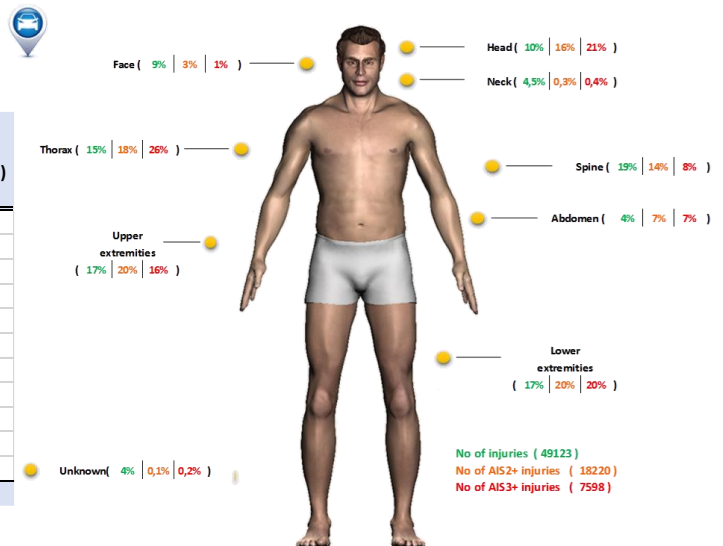 Head ( 10% | 16% | 21% )
Face ( 9% | 3% | 1% )
Neck ( 4,5% | 0,3% | 0,4% )
Thorax ( 15% | 18% | 26% )
)
Spine ( 19% | 14% | 8% )
Abdomen ( 4% | 7% | 7% )
Upper
extremities
( 17% | 20% | 16% )
Lower
extremities
( 17% | 20% | 20% )
No of injuries ( 49123 )
Unknown( 4% | 0,1% | 0,2% )
No of AIS2+ injuries ( 18220 )
No of AIS3+ injuries ( 7598 )